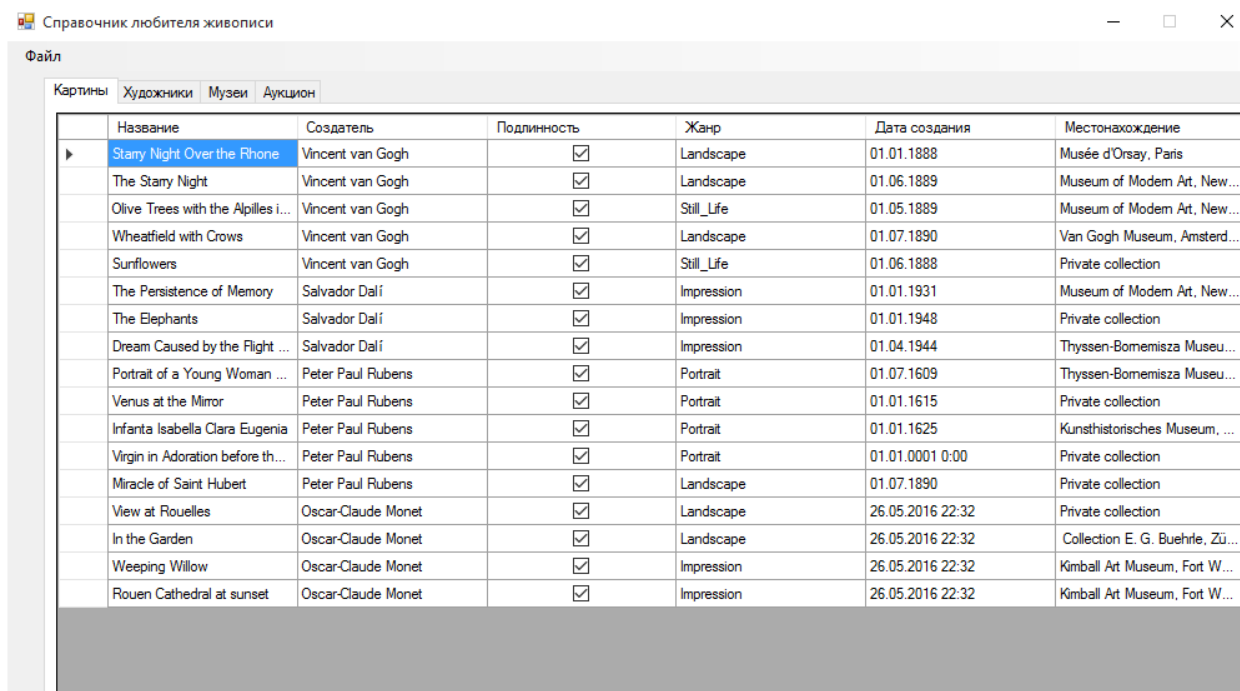 Справочник любителя живописи
Файл
Картины Художники Музеи Аукцион
Название Создатель Подлинность Жанр Дата создания Местонахождение
Starry Night Over the Rhone Vincent van Gogh Landscape 01.01.1888 Musée d'Orsay, Paris
The Starry Night Vincent van Gogh Landscape 01.06.1889 Museum of Modern Art, New...
Olive Trees with the Alpilles i... Vincent van Gogh Still_Life 01.05.1889 Museum of Modern Art, New...
Wheatfield with Crows Vincent van Gogh Landscape 01.07.1890 Van Gogh Museum, Amsterd...
Sunflowers Vincent van Gogh Still_Life 01.06.1888 Private collection
The Persistence of Memory Salvador Dalí Impression 01.01.1931 Museum of Modern Art, New...
The Elephants Salvador Dalí Impression 01.01.1948 Private collection
Dream Caused by the Flight ... Salvador Dalí Impression 01.04.1944 Thyssen-Bornemisza Museu...
Portrait of a Young Woman ... Peter Paul Rubens Portrait 01.07.1609 Thyssen-Bornemisza Museu...
Venus at the Mirror Peter Paul Rubens Portrait 01.01.1615 Private collection
Infanta Isabella Clara Eugenia Peter Paul Rubens Portrait 01.01.1625 Kunsthistorisches Museum, ...
Virgin in Adoration before th... Peter Paul Rubens Portrait 01.01.0001 0:00 Private collection
Miracle of Saint Hubert Peter Paul Rubens Landscape 01.07.1890 Private collection
View at Rouelles Oscar-Claude Monet Landscape 26.05.2016 22:32 Private collection
In the Garden Oscar-Claude Monet Landscape 26.05.2016 22:32 Collection E. G. Buehrle, Zü...
Weeping Willow Oscar-Claude Monet Impression 26.05.2016 22:32 Kimball Art Museum, Fort W...
Rouen Cathedral at sunset Oscar-Claude Monet Impression 26.05.2016 22:32 Kimball Art Museum, Fort W...